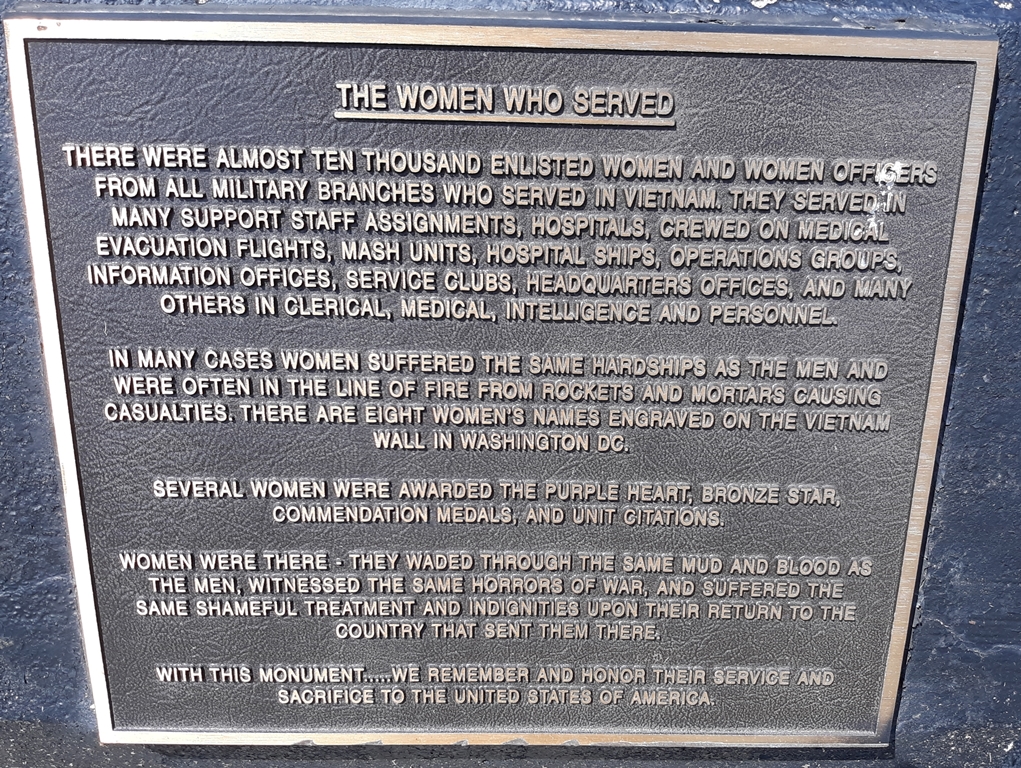 THE WOMEN WHO SERVED
THERE WERE ALMOST TEN THOUSAND ENLISTED WOMEN AND WOMEN OFFICERS
FROM ALL MILITARY BRANCHES WHO SERVED IN VIETNAM. THEY SERVED IN
MANY SUPPORT STAFF ASSIGNMENTS, HOSPITALS, CREWED ON MEDICAL
EVACUATION FLIGHTS, MASH UNITS, HOSPITAL SHIPS, OPERATIONS GROUPS,
INFORMATION OFFICES, SERVICE CLUBS, HEADQUARTERS OFFICES, AND MANY
OTHERS IN CLERICAL, MEDICAL, INTELLIGENCE AND PERSONNEL.
IN MANY CASES WOMEN SUFFERED THE SAME HARDSHIPS AS THE MEN AND
WERE OFTEN IN THE LINE OF FIRE FROM ROCKETS AND MORTARS CAUSING
CASUALTIES. THERE ARE EIGHT WOMEN'S NAMES ENGRAVED ON THE VIETNAM
WALL IN WASHINGTON DC.
SEVERAL WOMEN WERE AWARDED THE PURPLE HEART, BRONZE STAR,
COMMENDATION MEDALS, AND UNIT CITATIONS.
WOMEN WERE THERE - THEY WADED THROUGH THE SAME MUD AND BLOOD AS
THE MEN, WITNESSED THE SAME HORRORS OF WAR, AND SUFFERED THE
SAME SHAMEFUL TREATMENT AND INDIGNITIES UPON THEIR RETURN TO THE
COUNTRY THAT SENT THEM THERE.
WITH THIS MONUMENT.....WE REMEMBER AND HONOR THEIR SERVICE AND
SACRIFICE TO THE UNITED STATES OF AMERICA.